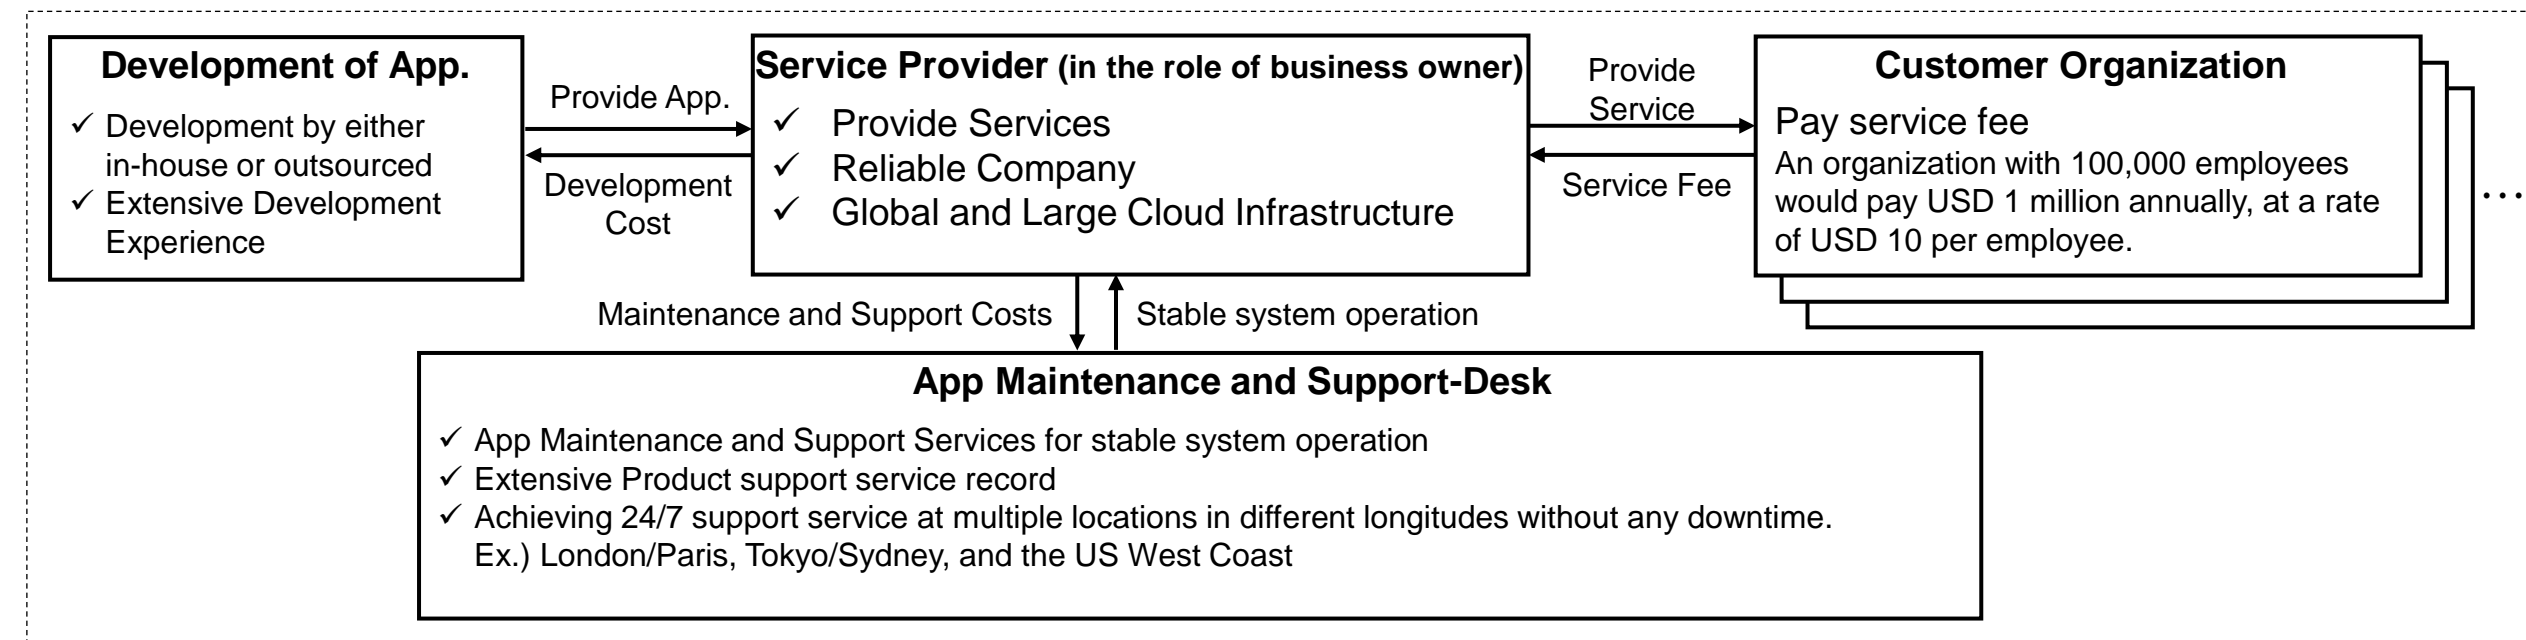 Development of App.
✓ Development by either
in-house or outsourced
✓ Extensive Development
Experience
Provide App.
Development
Cost
Service Provider (in the role of business owner)
✓ Provide Services
✓ Reliable Company
✓ Global and Large Cloud Infrastructure
Provide
Service
Service Fee
Customer Organization
Pay service fee
An organization with 100,000 employees
would pay USD 1 million annually, at a rate
of USD 10 per employee.
…
Maintenance and Support Costs
Stable system operation
App Maintenance and Support-Desk
✓ App Maintenance and Support Services for stable system operation
✓ Extensive Product support service record
✓ Achieving 24/7 support service at multiple locations in different longitudes without any downtime.
Ex.) London/Paris, Tokyo/Sydney, and the US West Coast